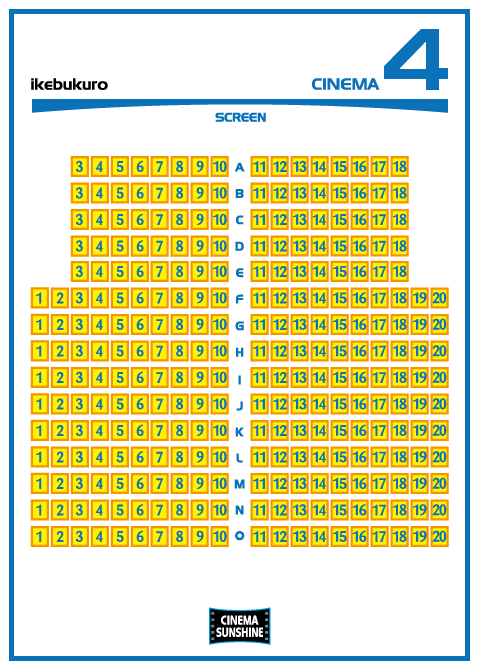 ikebukuro CINEMA 4
SCREEN
3 4 5 6 7 8 9 10 A 11 12 13 14 15 16 17 18
3 4 5 6 7 8 9 10 B 11 12 13 14 15 16 17 18
3 4 5 6 7 8 9 10 C 11 12 13 14 15 16 17 18
3 4 5 6 7 8 9 10 D 11 12 13 14 15 16 17 18
3 4 5 6 7 8 9 10 E 11 12 13 14 15 16 17 18
1 2 3 4 5 6 7 8 9 10 F 11 12 13 14 15 16 17 18 19 20
1 2 3 4 5 6 7 8 9 10 G 11 12 13 14 15 16 17 18 19 20
1 2 3 4 5 6 7 8 9 10 H 11 12 13 14 15 16 17 18 19 20
1 2 3 4 5 6 7 8 9 10 I 11 12 13 14 15 16 17 18 19 20
1 2 3 4 5 6 7 8 9 10 J 11 12 13 14 15 16 17 18 19 20
1 2 3 4 5 6 7 8 9 10 K 11 12 13 14 15 16 17 18 19 20
1 2 3 4 5 6 7 8 9 10 L 11 12 13 14 15 16 17 18 19 20
1 2 3 4 5 6 7 8 9 10 M 11 12 13 14 15 16 17 18 19 20
1 2 3 4 5 6 7 8 9 10 N 11 12 13 14 15 16 17 18 19 20
1 2 3 4 5 6 7 8 9 10 O 11 12 13 14 15 16 17 18 19 20
CINEMA
SUNSHINE